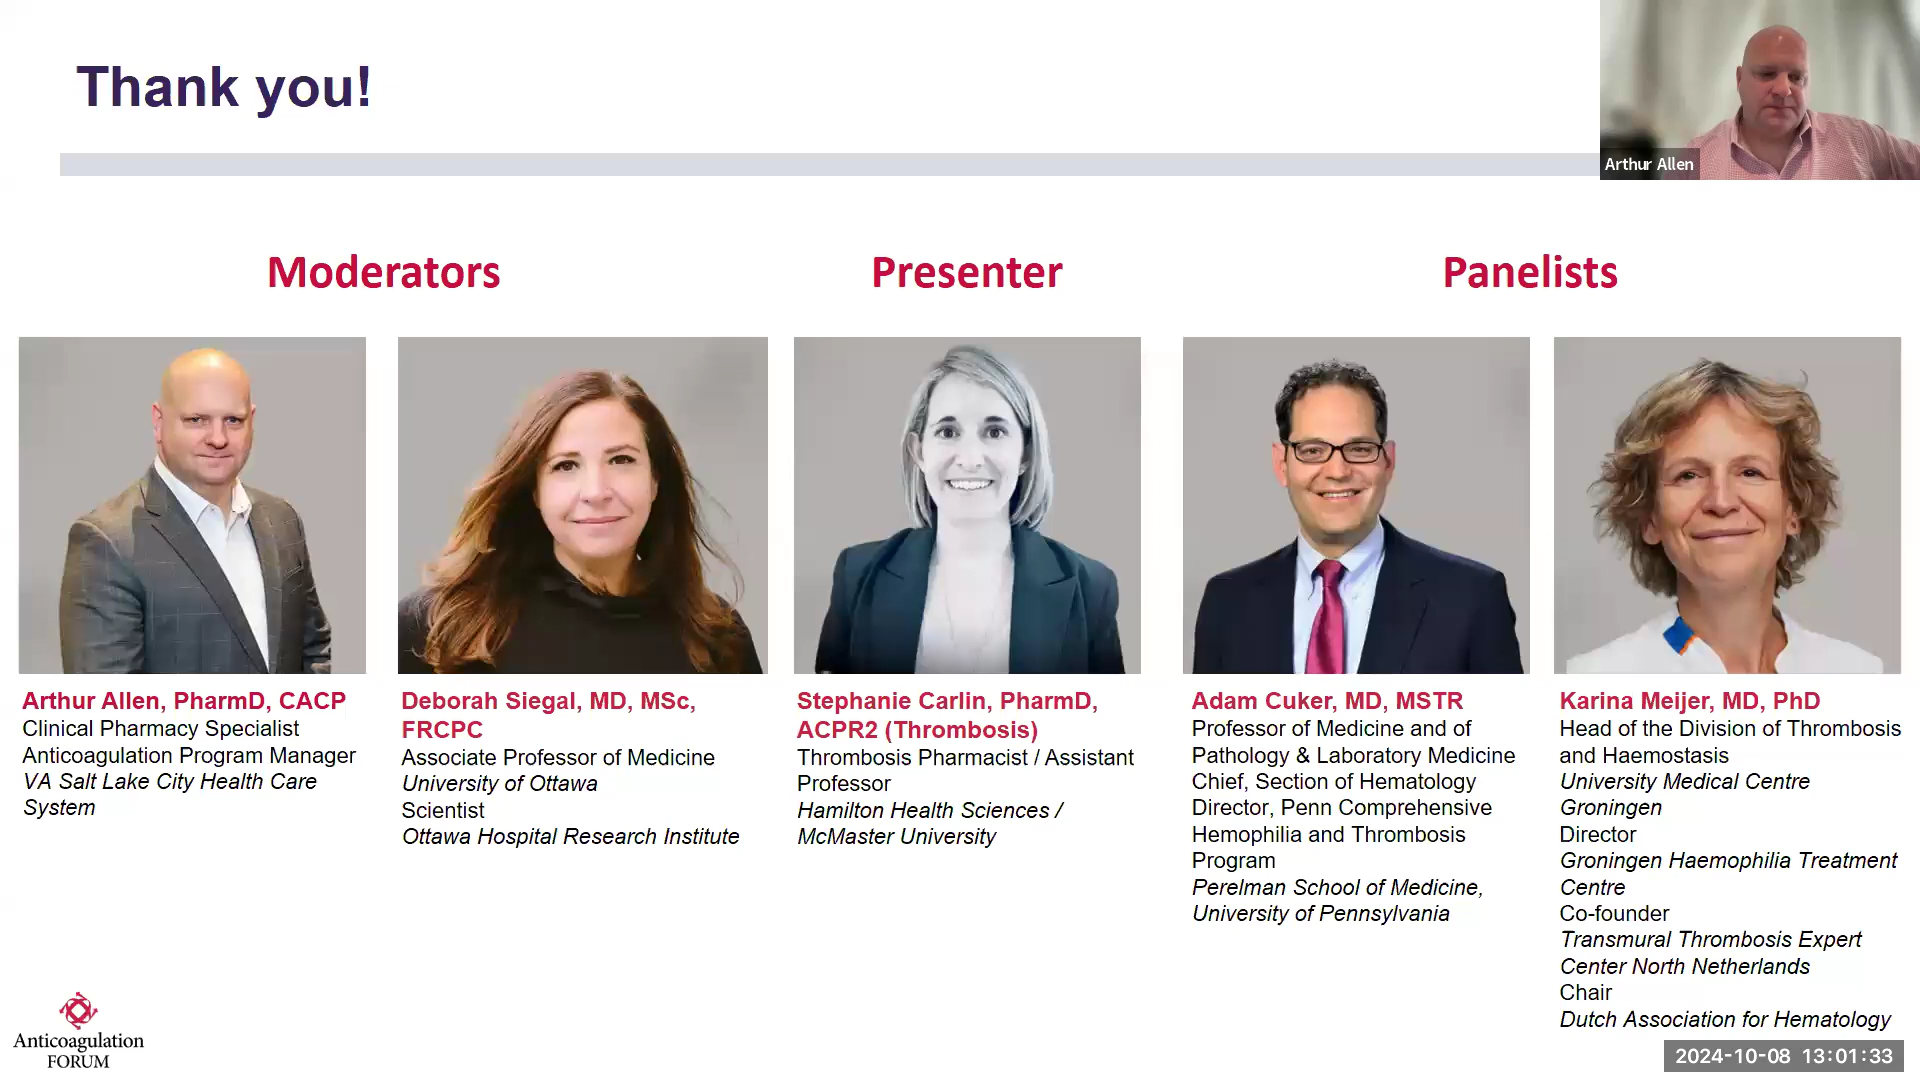 Thank you!
Arthur Allen
Moderators
Presenter
Panelists
Arthur Allen, PharmD, CACP
Clinical Pharmacy Specialist
Anticoagulation Program Manager
VA Salt Lake City Health Care
System
Deborah Siegal, MD, MSc,
FRCPC
Associate Professor of Medicine
University of Ottawa
Scientist
Ottawa Hospital Research Institute
Stephanie Carlin, PharmD,
ACPR2 (Thrombosis)
Thrombosis Pharmacist / Assistant
Professor
Hamilton Health Sciences /
McMaster University
Adam Cuker, MD, MSTR
Professor of Medicine and of
Pathology & Laboratory Medicine
Chief, Section of Hematology
Director, Penn Comprehensive
Hemophilia and Thrombosis
Program
Perelman School of Medicine,
University of Pennsylvania
Karina Meijer, MD, PhD
Head of the Division of Thrombosis
and Haemostasis
University Medical Centre
Groningen
Director
Groningen Haemophilia Treatment
Centre
Co-founder
Transmural Thrombosis Expert
Center North Netherlands
Chair
Dutch Association for Hematology
Anticoagulation
FORUM
2024-10-08 13:01:33